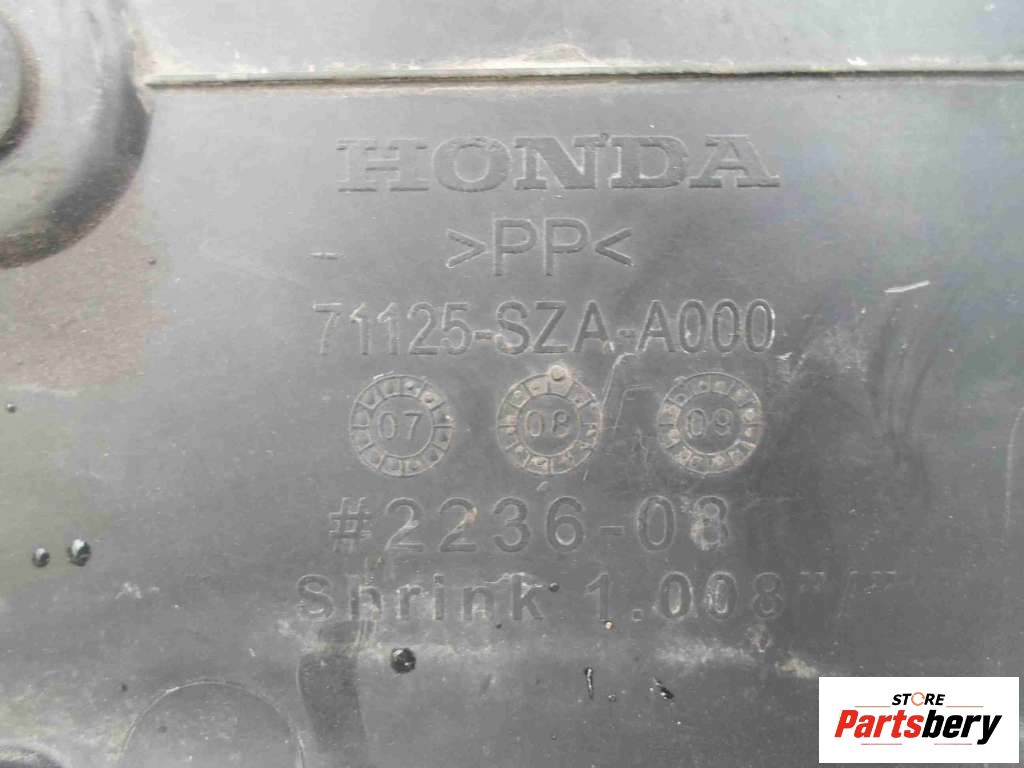 HONDA
>PP<
71125-SZA-A000
07 08 09
#2236-08
Shrink 1.008"/"
STORE
Partsbery